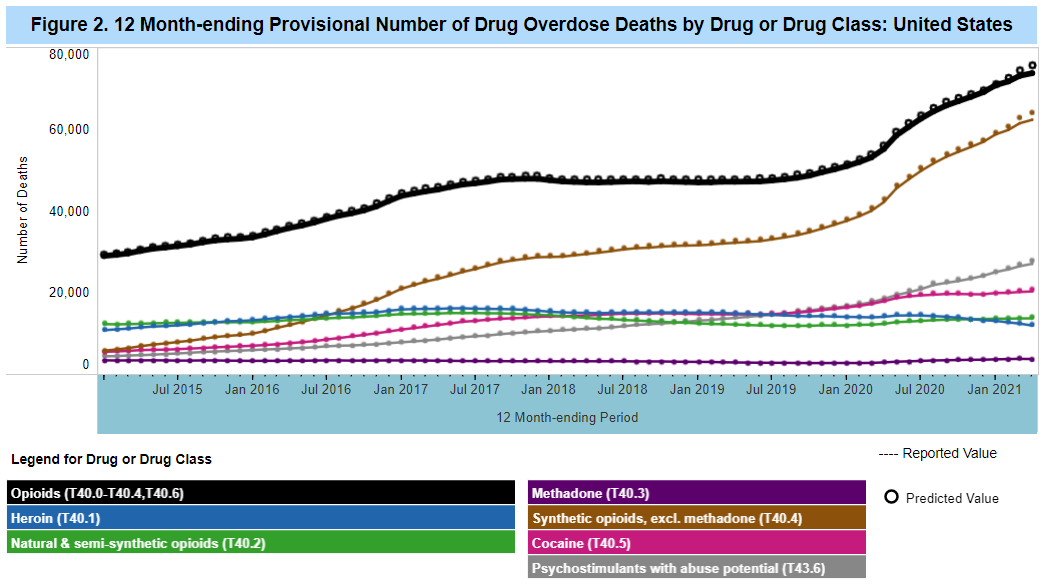 Figure 2. 12 Month-ending Provisional Number of Drug Overdose Deaths by Drug or Drug Class: United States
80,000
60,000
40,000
20,000
0
Number of Deaths
Jul 2015 Jan 2016 Jul 2016 Jan 2017 Jul 2017 Jan 2018 Jul 2018 Jan 2019 Jul 2019 Jan 2020 Jul 2020 Jan 2021
12 Month-ending Period
Legend for Drug or Drug Class
---- Reported Value
Predicted Value
Opioids (T40.0-T40.4,T40.6)
Heroin (T40.1)
Natural & semi-synthetic opioids (T40.2)
Methadone (T40.3)
Synthetic opioids, excl. methadone (T40.4)
Cocaine (T40.5)
Psychostimulants with abuse potential (T43.6)